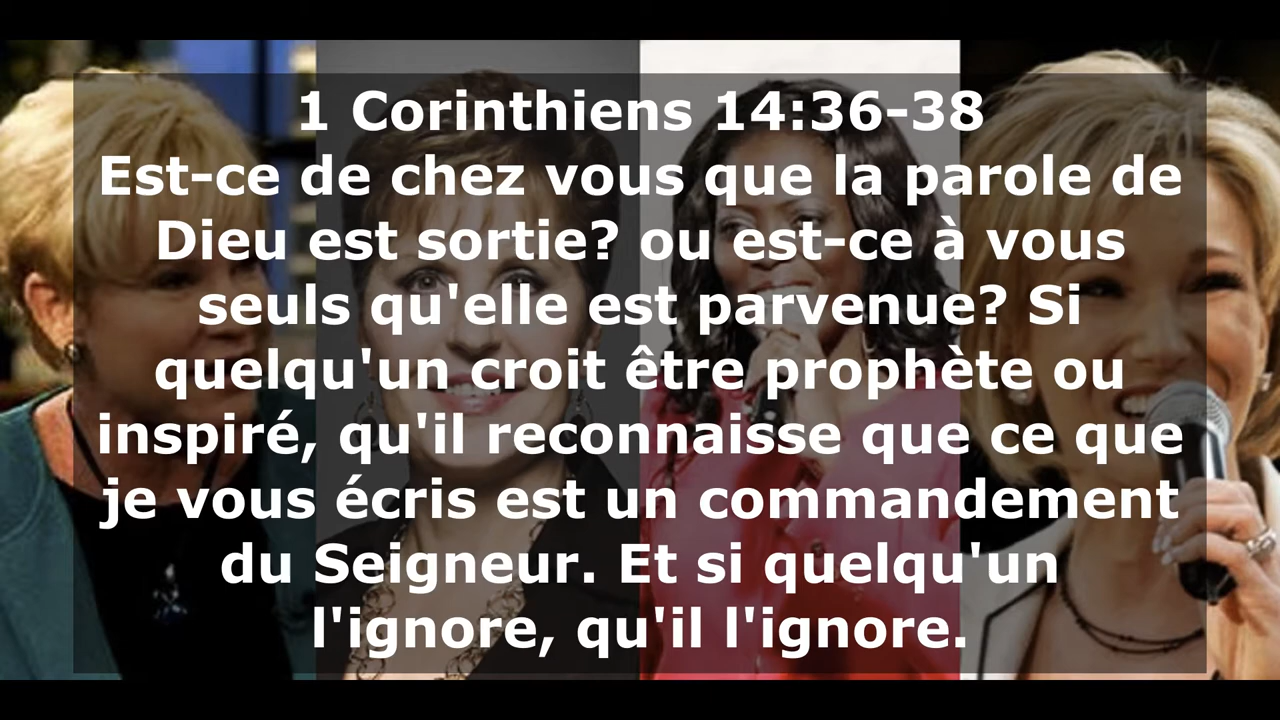 1 Corinthiens 14:36-38
Est-ce de chez vous que la parole de
Dieu est sortie? ou est-ce à vous
seuls qu'elle est parvenue? Si
quelqu'un croit être prophète ou
inspiré, qu'il reconnaisse que ce que
je vous écris est un commandement
du Seigneur. Et si quelqu'un
l'ignore, qu'il l'ignore.